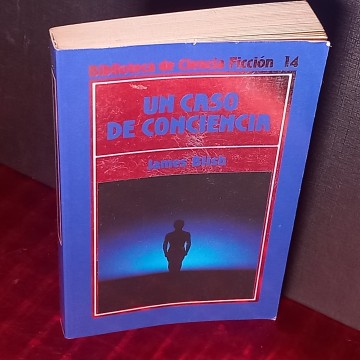 Biblioteca de Ciencia Ficción 14
UN CASO
DE CONCIENCIA
James Blish